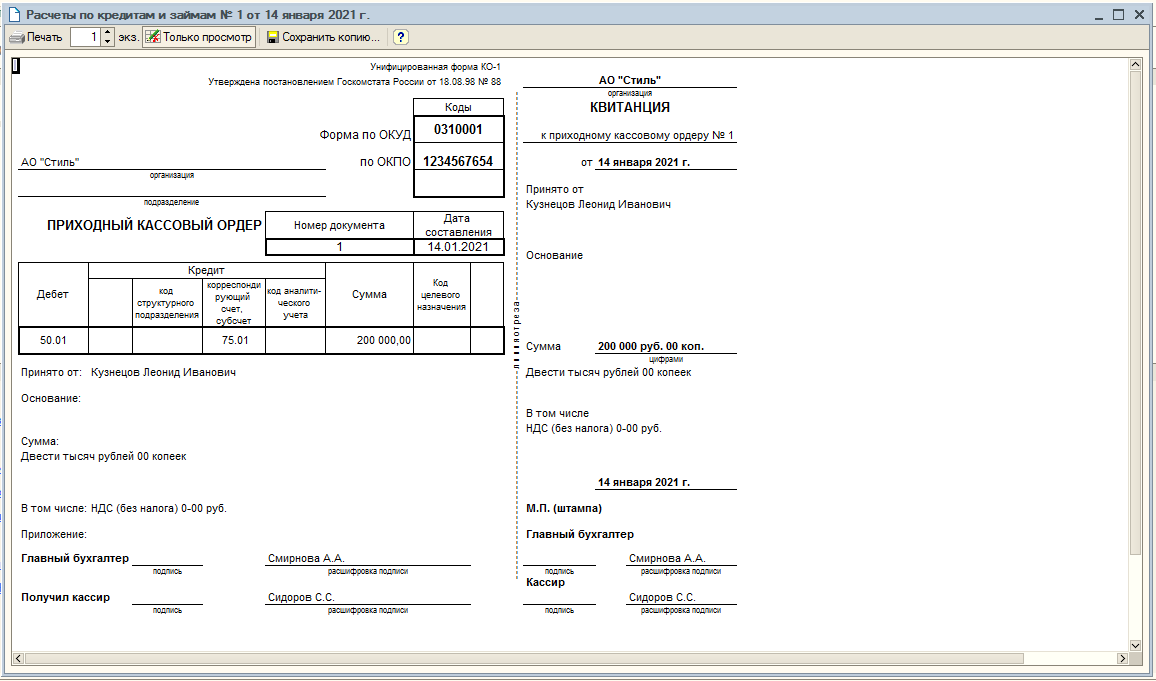 Расчеты по кредитам и займам № 1 от 14 января 2021 г.
Печать 1 экз. Только просмотр Сохранить копию... ?
Унифицированная форма КО-1
Утверждена постановлением Госкомстата России от 18.08.98 № 88
Коды
Форма по ОКУД 0310001
АО "Стиль" по ОКПО 1234567654
организация
подразделение
ПРИХОДНЫЙ КАССОВЫЙ ОРДЕР
Номер документа
Дата
составления
1 14.01.2021
Дебет
Кредит
код
структурного
подразделения
корреспонди
рующий
счет,
субсчет
код аналити-
ческого
учета
Сумма
Код
целевого
назначения
50.01 75.01 200 000,00
Принято от: Кузнецов Леонид Иванович
Основание:
Сумма:
Двести тысяч рублей 00 копеек
В том числе: НДС (без налога) 0-00 руб.
Приложение:
Главный бухгалтер Смирнова А.А.
подпись расшифровка подписи
Получил кассир Сидоров С.С.
подпись расшифровка подписи
АО "Стиль"
организация
КВИТАНЦИЯ
к приходному кассовому ордеру № 1
от 14 января 2021 г.
Принято от
Кузнецов Леонид Иванович
Основание
Сумма 200 000 руб. 00 коп.
цифрами
Двести тысяч рублей 00 копеек
В том числе
НДС (без налога) 0-00 руб.
14 января 2021 г.
М.П. (штампа)
Главный бухгалтер
Смирнова А.А.
подпись расшифровка подписи
Кассир
Сидоров С.С.
подпись расшифровка подписи